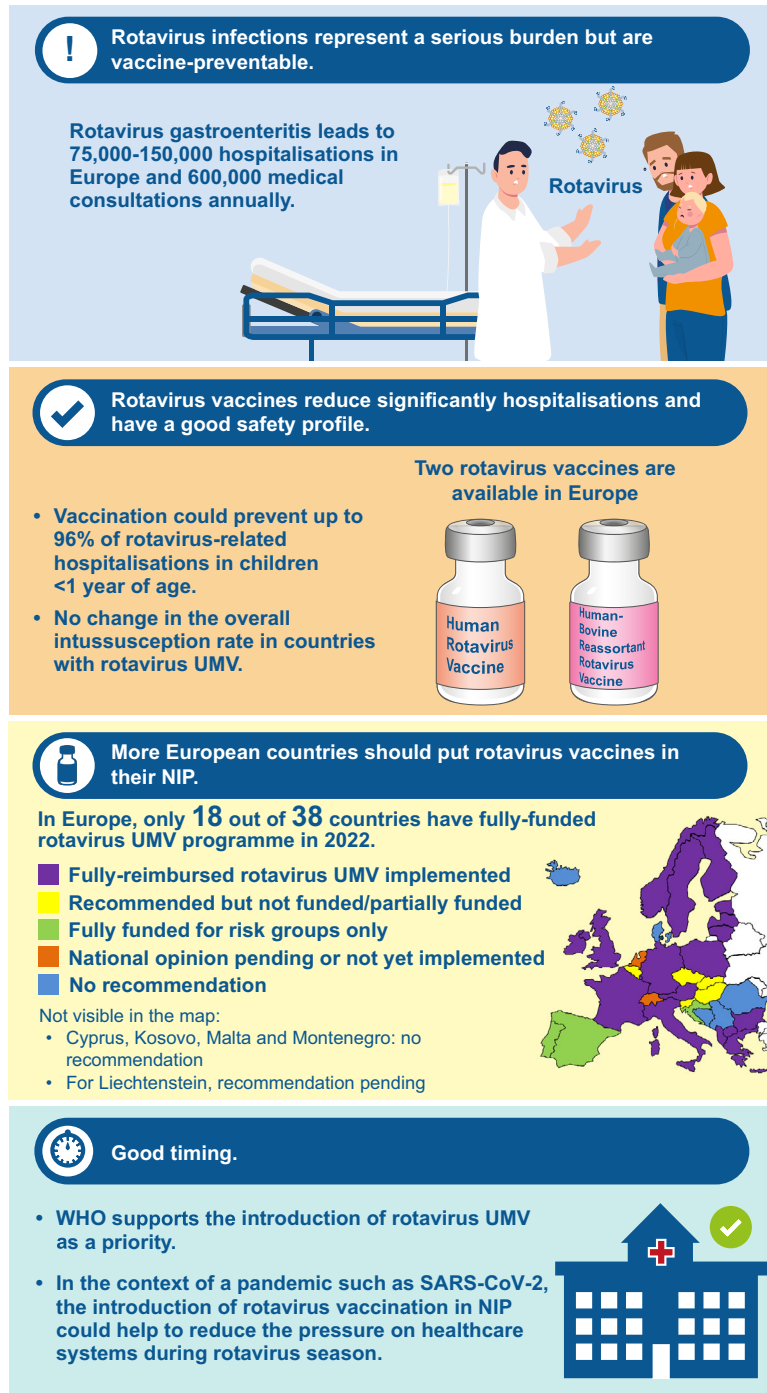 !
Rotavirus infections represent a serious burden but are
vaccine-preventable.
Rotavirus gastroenteritis leads to
75,000-150,000 hospitalisations in
Europe and 600,000 medical
consultations annually.
Rotavirus
Rotavirus vaccines reduce significantly hospitalisations and
have a good safety profile.
Two rotavirus vaccines are
available in Europe
• Vaccination could prevent up to
96% of rotavirus-related
hospitalisations in children
<1 year of age.
• No change in the overall
intussusception rate in countries
with rotavirus UMV.
Human
Rotavirus
Vaccine
Human-
Bovine
Reassortant
Rotavirus
Vaccine
More European countries should put rotavirus vaccines in
their NIP.
In Europe, only 18 out of 38 countries have fully-funded
rotavirus UMV programme in 2022.
Fully-reimbursed rotavirus UMV implemented
Recommended but not funded/partially funded
Fully funded for risk groups only
National opinion pending or not yet implemented
No recommendation
Not visible in the map:
• Cyprus, Kosovo, Malta and Montenegro: no
recommendation
• For Liechtenstein, recommendation pending
Good timing.
• WHO supports the introduction of rotavirus UMV
as a priority.
• In the context of a pandemic such as SARS-CoV-2,
the introduction of rotavirus vaccination in NIP
could help to reduce the pressure on healthcare
systems during rotavirus season.